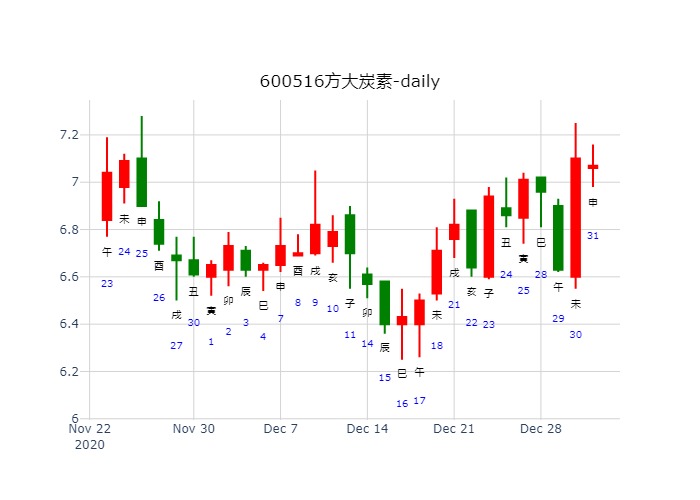 600516方大炭素-daily
7.2
7
6.8
6.6
6.4
6.2
6
午
未
申
酉
戌
丑
寅
卯
辰
巳
申
酉
戌
亥
子
卯
辰
巳
午
未
戌
亥
子
丑
寅
巳
午
未
申
23
24
25
26
27
30
1
2
3
4
7
8
9
10
11
14
15
16
17
18
21
22
23
24
25
28
29
30
31
Nov 22
2020
Nov 30
Dec 7
Dec 14
Dec 21
Dec 28